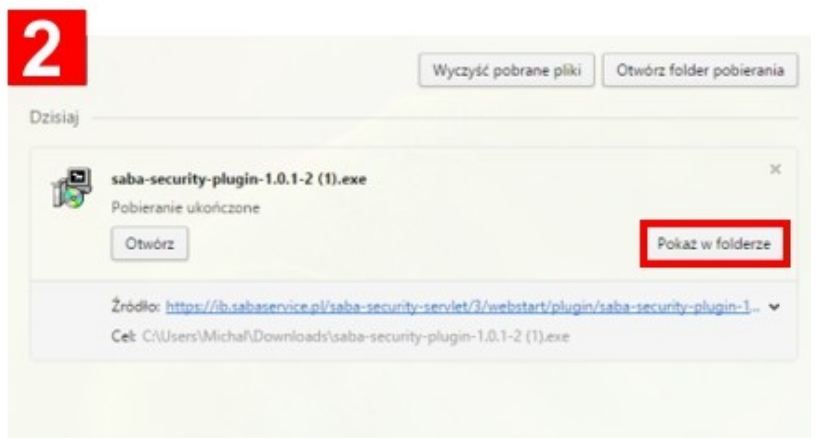 2
Wyczyść pobrane pliki
Otwórz folder pobierania
Dzisiaj
saba-security-plugin-1.0.1-2 (1).exe
Pobieranie ukończone
Otwórz
Pokaż w folderze
Źródło: https://ib.sabaservice.pl/saba-security-servlet/3/webstart/plugin/saba-security-plugin-1...
Cel: C:\Users\Michal\Downloads\saba-security-plugin-1.0.1-2 (1).exe